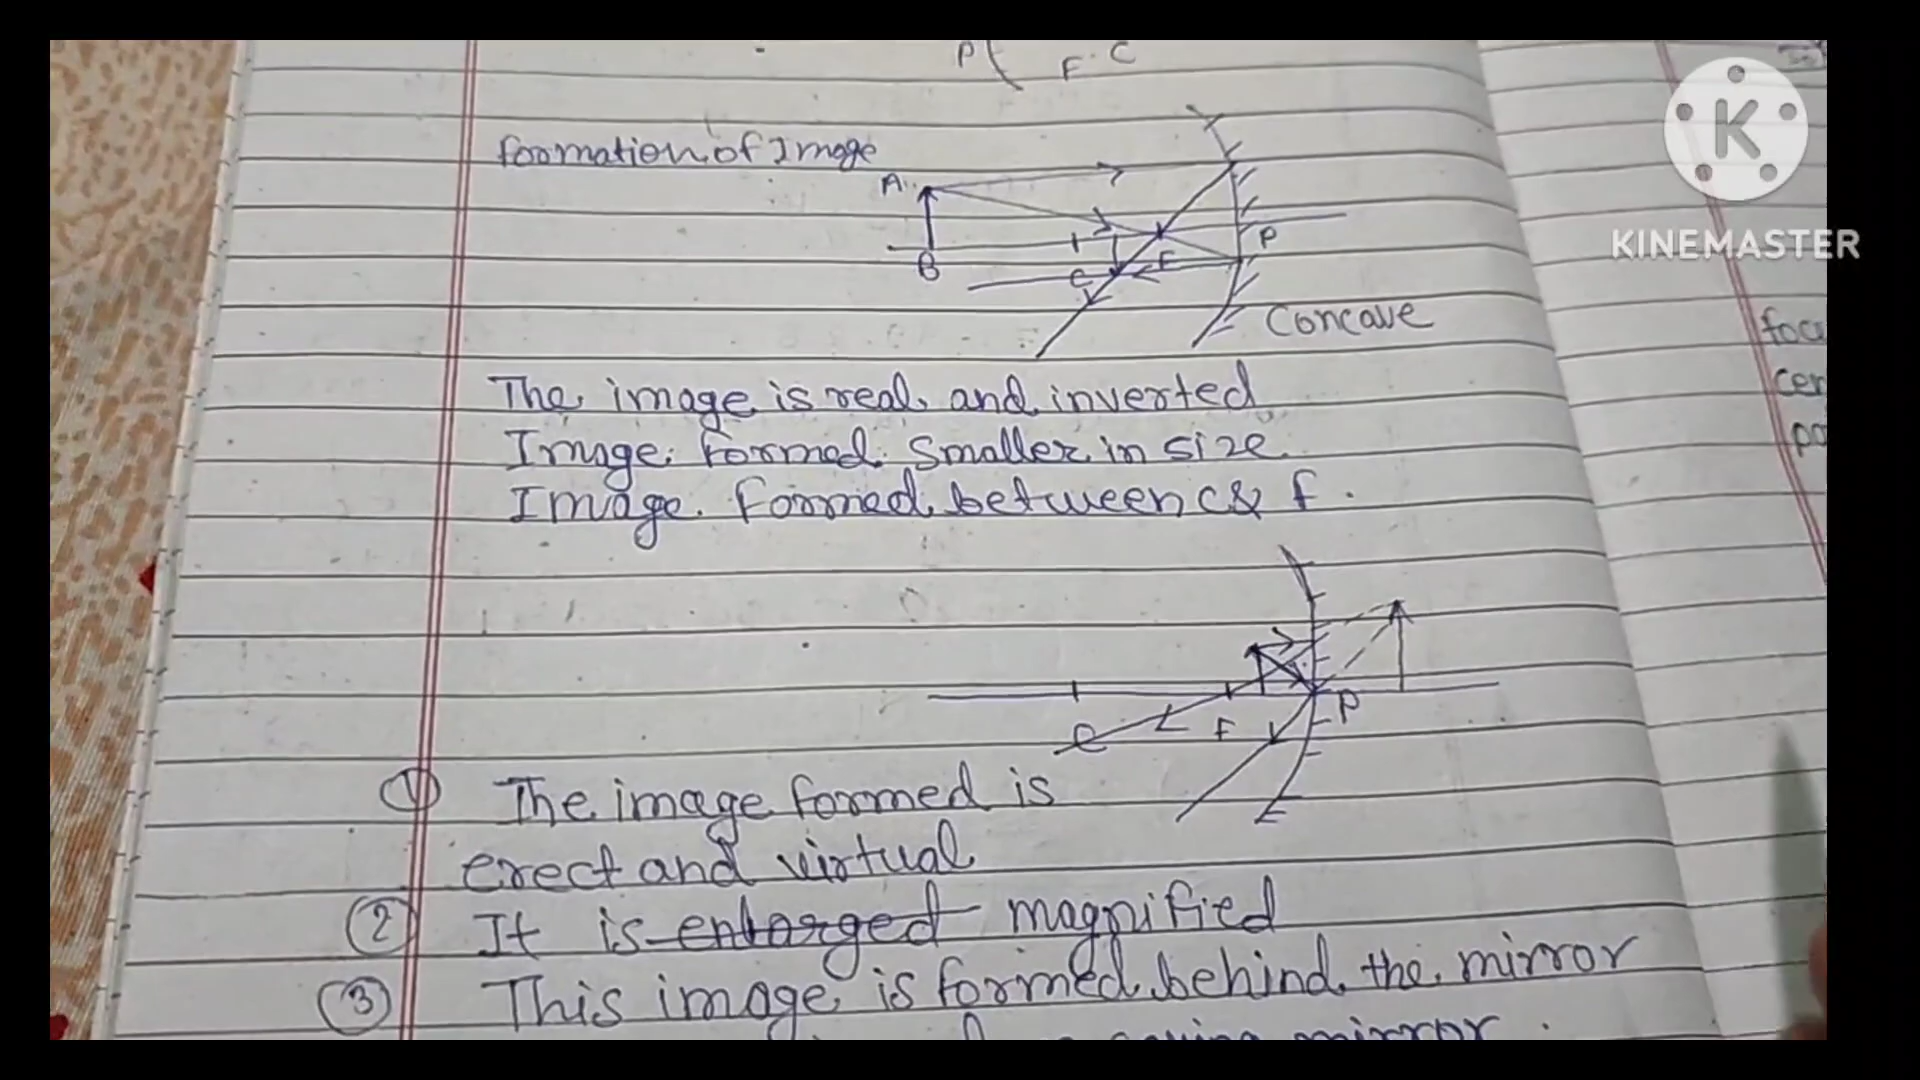 P F C
Formation of Image
A
B
C
F
P
Concave
The image is real and inverted
Image formed smaller in size
Image formed between C & F.
C
F
P
① The image formed is
erect and virtual
② It is enlarged magnified
③ This image is formed behind the mirror
mirror.
K
KINEMASTER